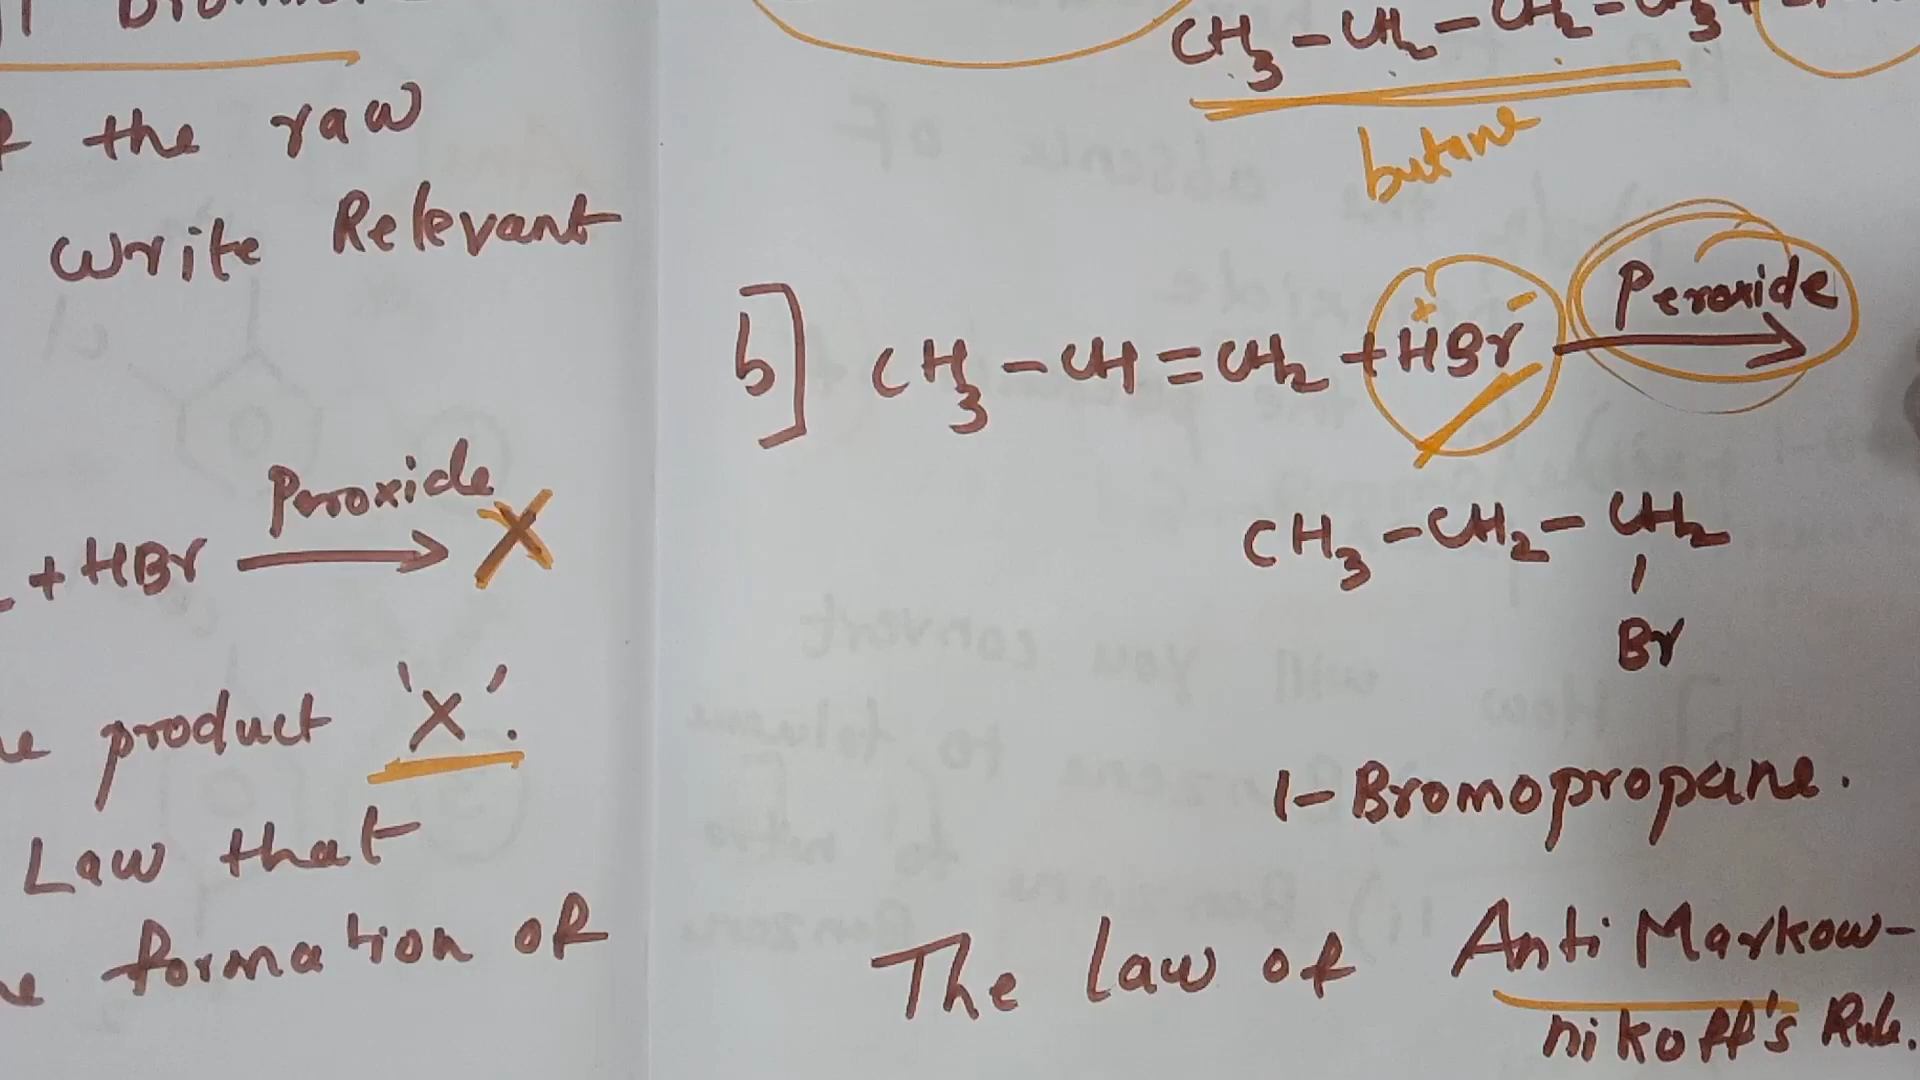 the raw
Write Relevant
+ HBr Peroxide → X
product 'X'.
Law that
formation of
CH3 - CH2 - CH2 - CH3 +
butane
b] CH3 - CH = CH2 + HBr Peroxide →
+ -
CH3 - CH2 - CH2
Br
1- Bromopropane.
The law of Anti Markow-
nikoff's Rule.